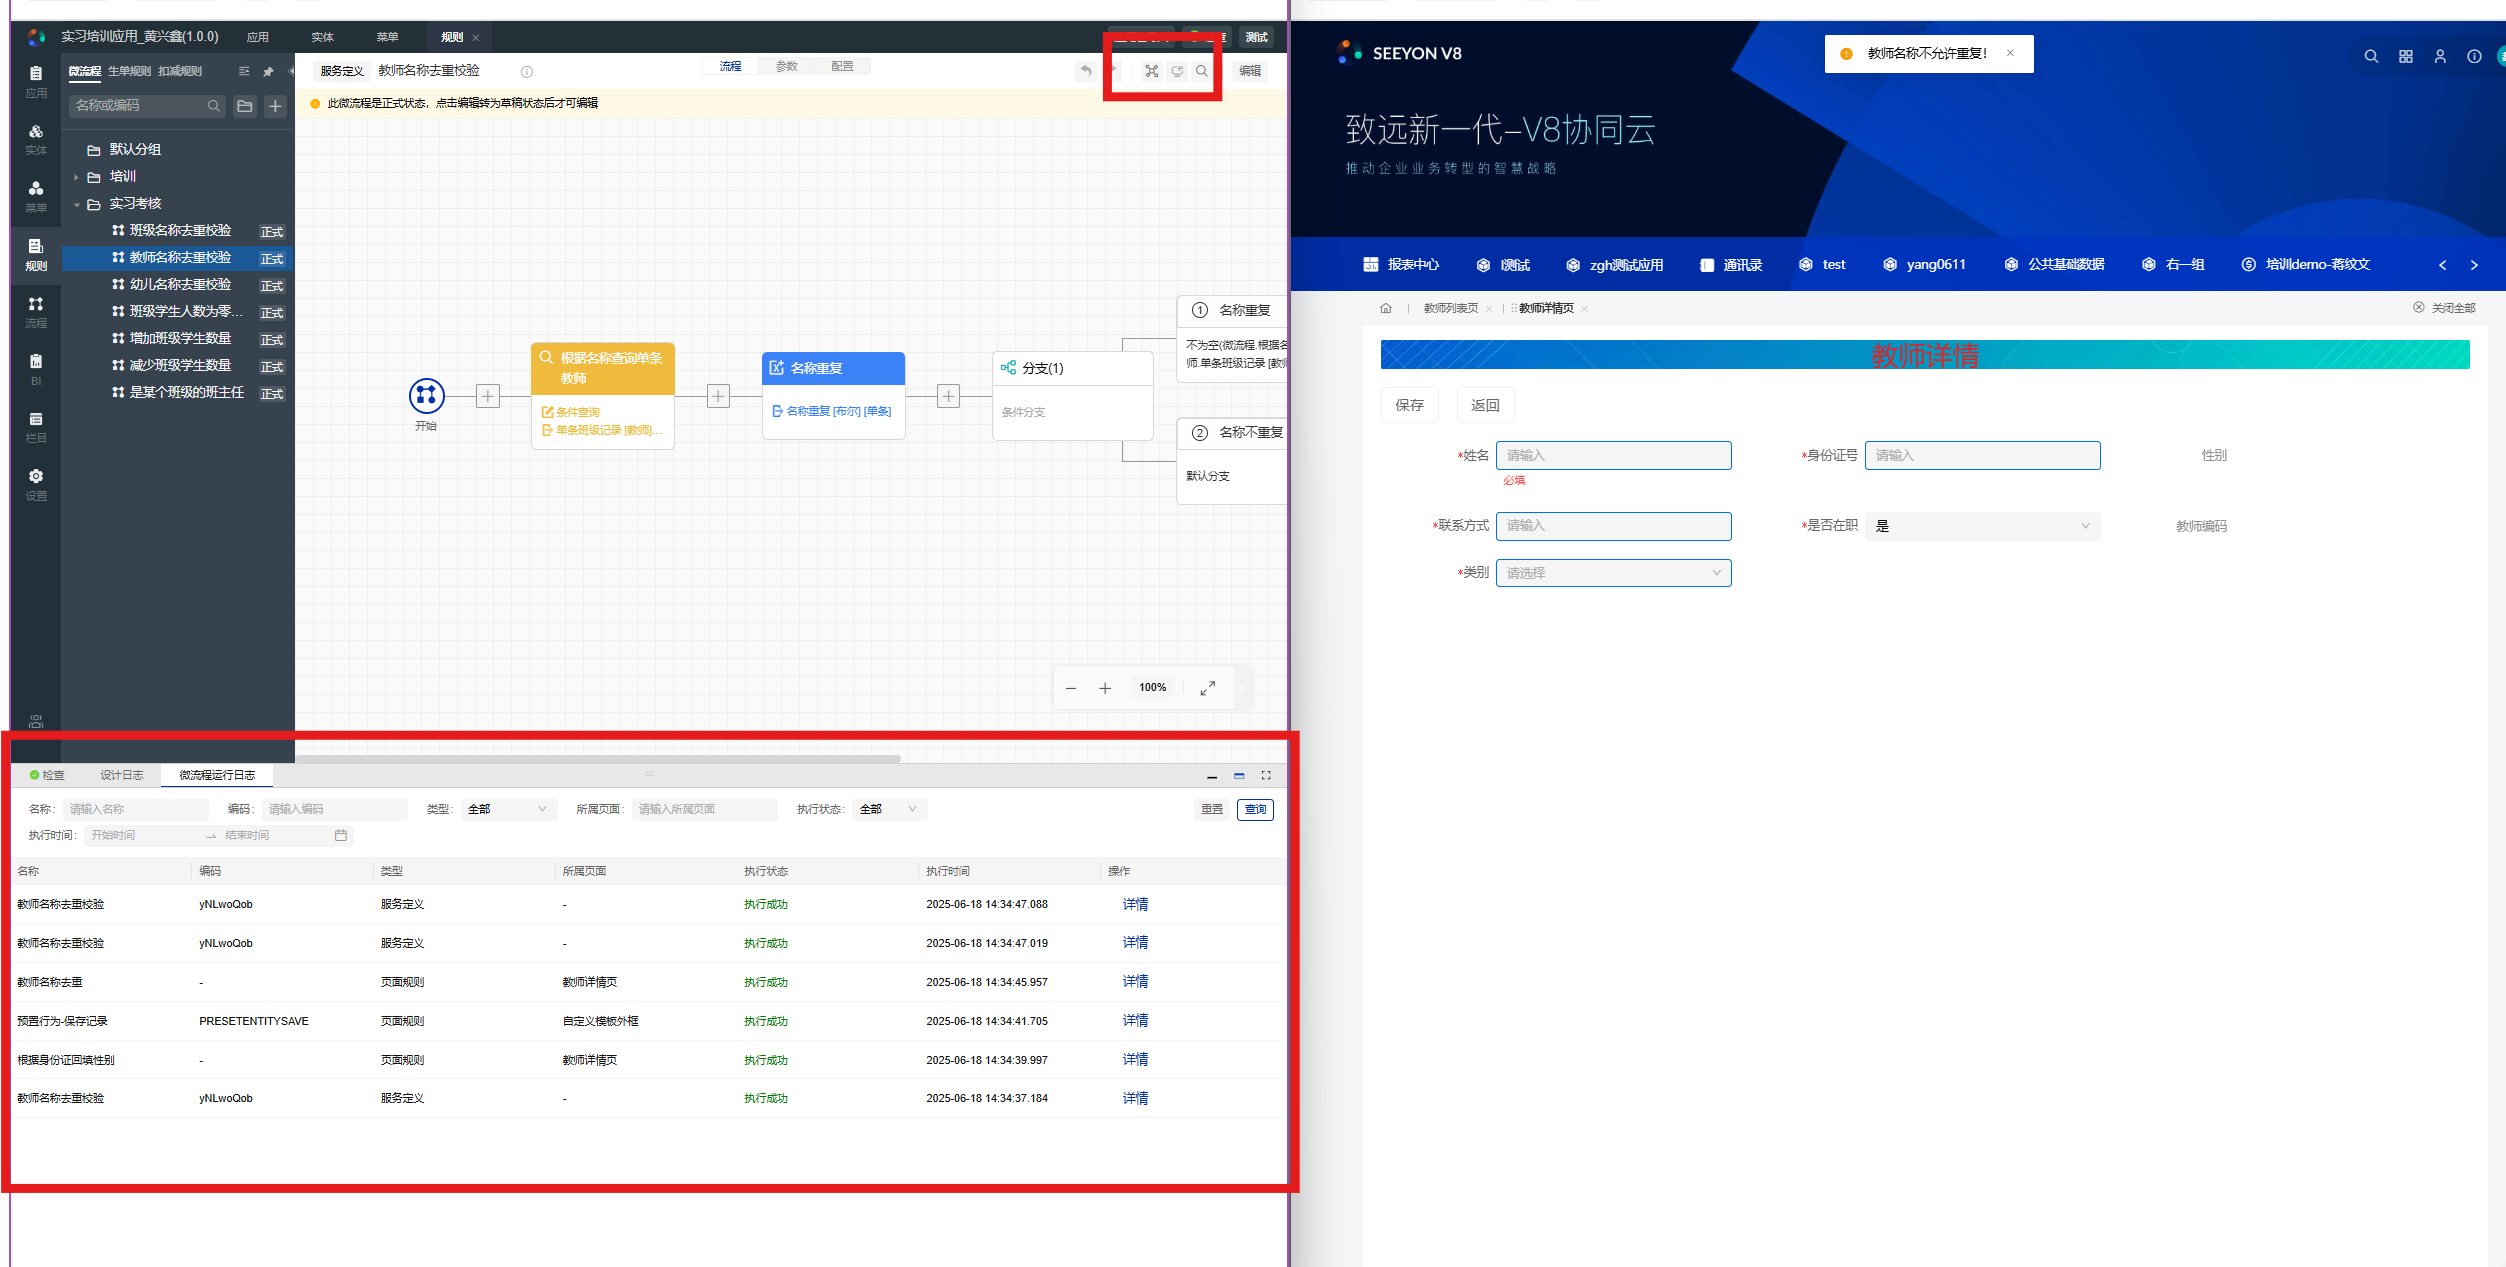 实习培训应用_黄兴鑫(1.0.0)
应用
实体
菜单
规则
测试
应用
实体
菜单
规则
流程
BI
栏目
设置
微流程 生单规则 扣减规则
名称或编码
默认分组
培训
实习考核
班级名称去重校验 正式
教师名称去重校验 正式
幼儿名称去重校验 正式
班级学生人数为零... 正式
增加班级学生数量 正式
减少班级学生数量 正式
是某个班级的班主任 正式
服务定义 教师名称去重校验
流程 参数 配置
编辑
此微流程是正式状态，点击编辑转为草稿状态后才可编辑
开始
根据名称查询单条
教师
条件查询
单条班级记录 [教师]...
名称重复
名称重复 [布尔] [单条]
分支(1)
条件分支
1 名称重复
不为空(微流程.根据名
师.单条班级记录 [教师
2 名称不重复
默认分支
100%
检查 设计日志 微流程运行日志
名称： 请输入名称 编码： 请输入编码 类型： 全部 所属页面： 请输入所属页面 执行状态： 全部 重置 查询
执行时间： 开始时间 → 结束时间
名称 编码 类型 所属页面 执行状态 执行时间 操作
教师名称去重校验 yNLwoQob 服务定义 - 执行成功 2025-06-18 14:34:47.088 详情
教师名称去重校验 yNLwoQob 服务定义 - 执行成功 2025-06-18 14:34:47.019 详情
教师名称去重 - 页面规则 教师详情页 执行成功 2025-06-18 14:34:45.957 详情
预置行为-保存记录 PRESETENTITYSAVE 页面规则 自定义模板外框 执行成功 2025-06-18 14:34:41.705 详情
根据身份证回填性别 - 页面规则 教师详情页 执行成功 2025-06-18 14:34:39.997 详情
教师名称去重校验 yNLwoQob 服务定义 - 执行成功 2025-06-18 14:34:37.184 详情
SEEYON V8
教师名称不允许重复!
致远新一代-V8协同云
推动企业业务转型的智慧战略
报表中心 l测试 zgh测试应用 通讯录 test yang0611 公共基础数据 右一组 培训demo-蒋纹文
教师列表页 教师详情页 关闭全部
教师详情
保存 返回
*姓名 请输入 *身份证号 请输入 性别
必填
*联系方式 请输入 *是否在职 是 教师编码
*类别 请选择